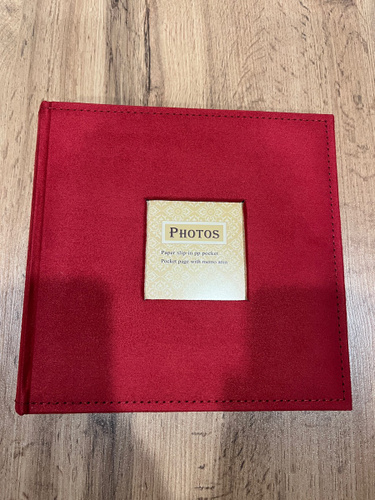 PHOTOS
Paper slip in pp pocket
Pocket page with memo area